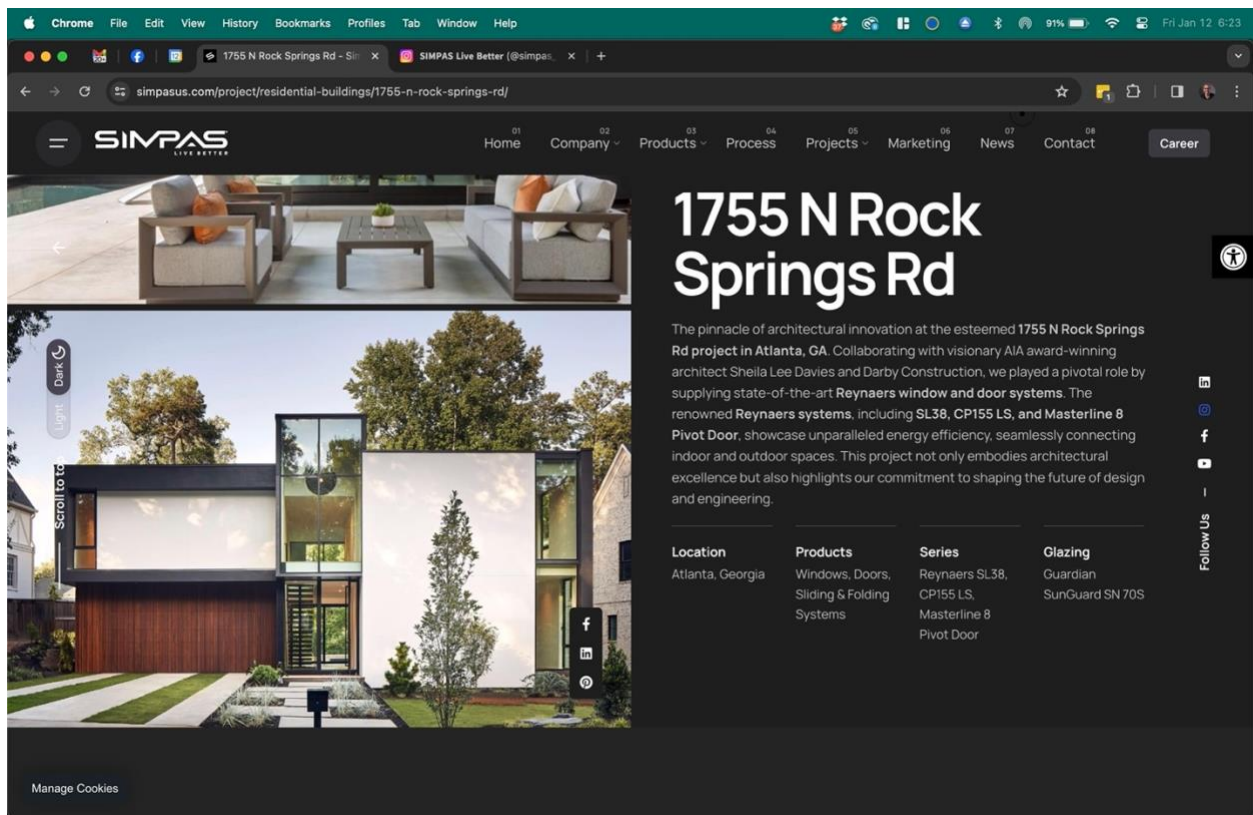 Chrome File Edit View History Bookmarks Profiles Tab Window Help
91%
Fri Jan 12 6:23
1755 N Rock Springs Rd - Sim
SIMPAS Live Better (@simpas_
simpasus.com/project/residential-buildings/1755-n-rock-springs-rd/
1
SIMPAS
LIVE BETTER
01 02 03 04 05 06 07 08
Home Company Products Process Projects Marketing News Contact
Career
1755 N Rock
Springs Rd
The pinnacle of architectural innovation at the esteemed 1755 N Rock Springs
Rd project in Atlanta, GA. Collaborating with visionary AIA award-winning
architect Sheila Lee Davies and Darby Construction, we played a pivotal role by
supplying state-of-the-art Reynaers window and door systems. The
renowned Reynaers systems, including SL38, CP155 LS, and Masterline 8
Pivot Door, showcase unparalleled energy efficiency, seamlessly connecting
indoor and outdoor spaces. This project not only embodies architectural
excellence but also highlights our commitment to shaping the future of design
and engineering.
Location
Atlanta, Georgia
Products
Windows, Doors,
Sliding & Folding
Systems
Series
Reynaers SL38,
CP155 LS,
Masterline 8
Pivot Door
Glazing
Guardian
SunGuard SN 70S
Dark
Light
Scroll to top
Follow Us
Manage Cookies